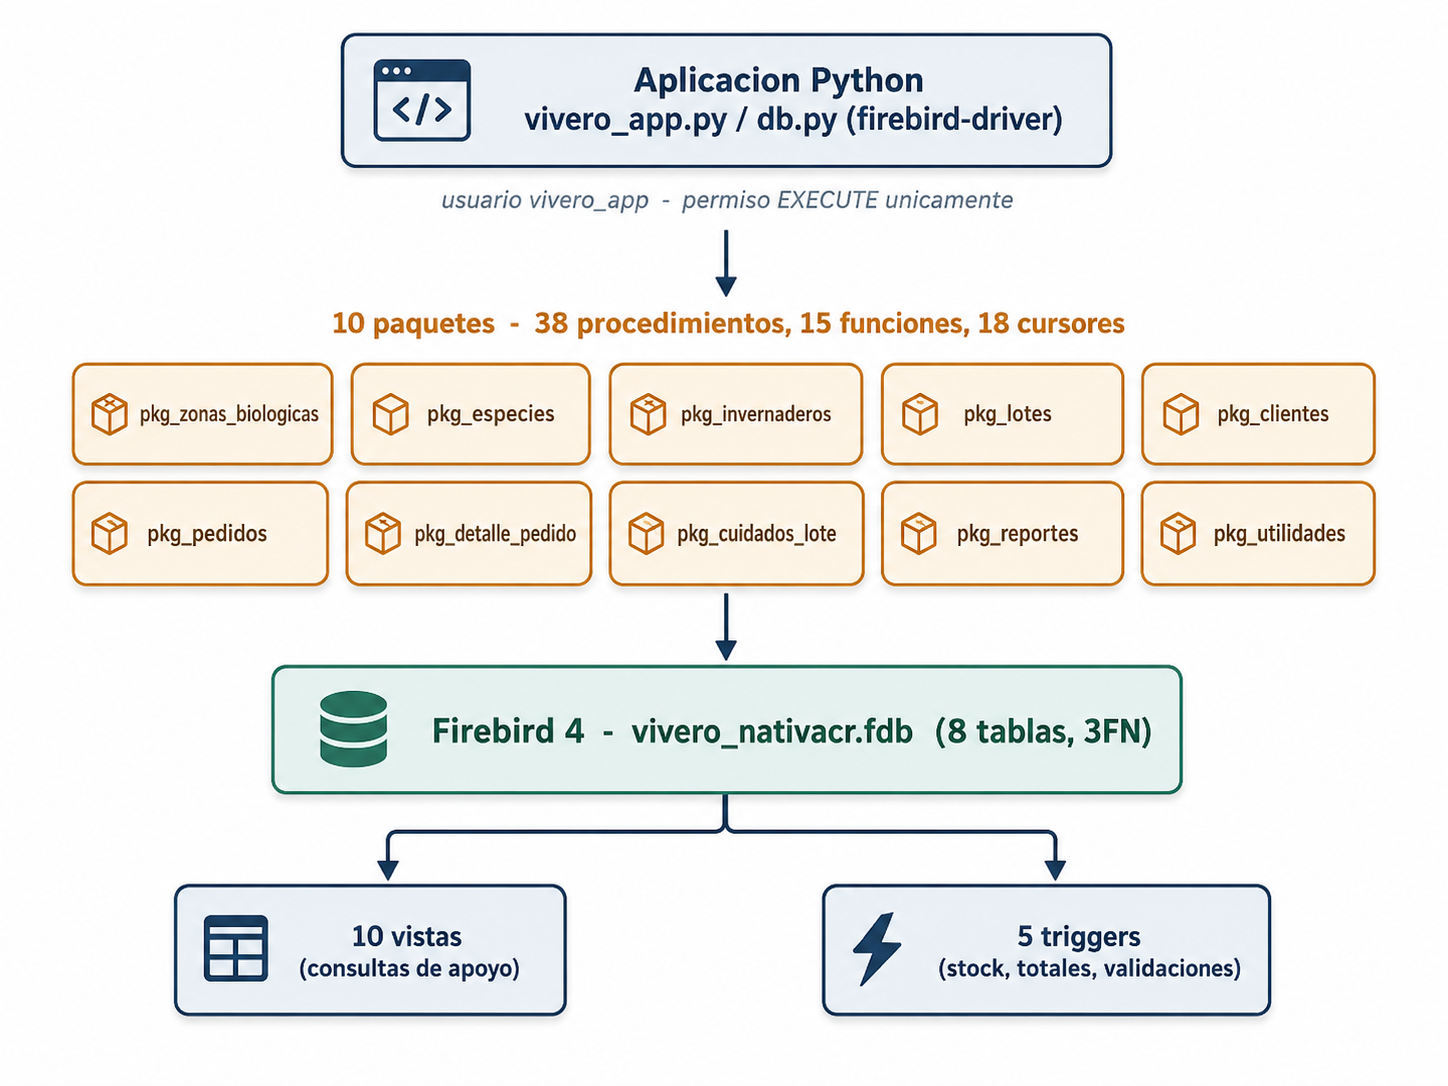 Aplicacion Python
vivero_app.py / db.py (firebird-driver)
usuario vivero_app - permiso EXECUTE unicamente
10 paquetes - 38 procedimientos, 15 funciones, 18 cursores
pkg_zonas_biologicas
pkg_especies
pkg_invernaderos
pkg_lotes
pkg_clientes
pkg_pedidos
pkg_detalle_pedido
pkg_cuidados_lote
pkg_reportes
pkg_utilidades
Firebird 4 - vivero_nativacr.fdb (8 tablas, 3FN)
10 vistas
(consultas de apoyo)
5 triggers
(stock, totales, validaciones)